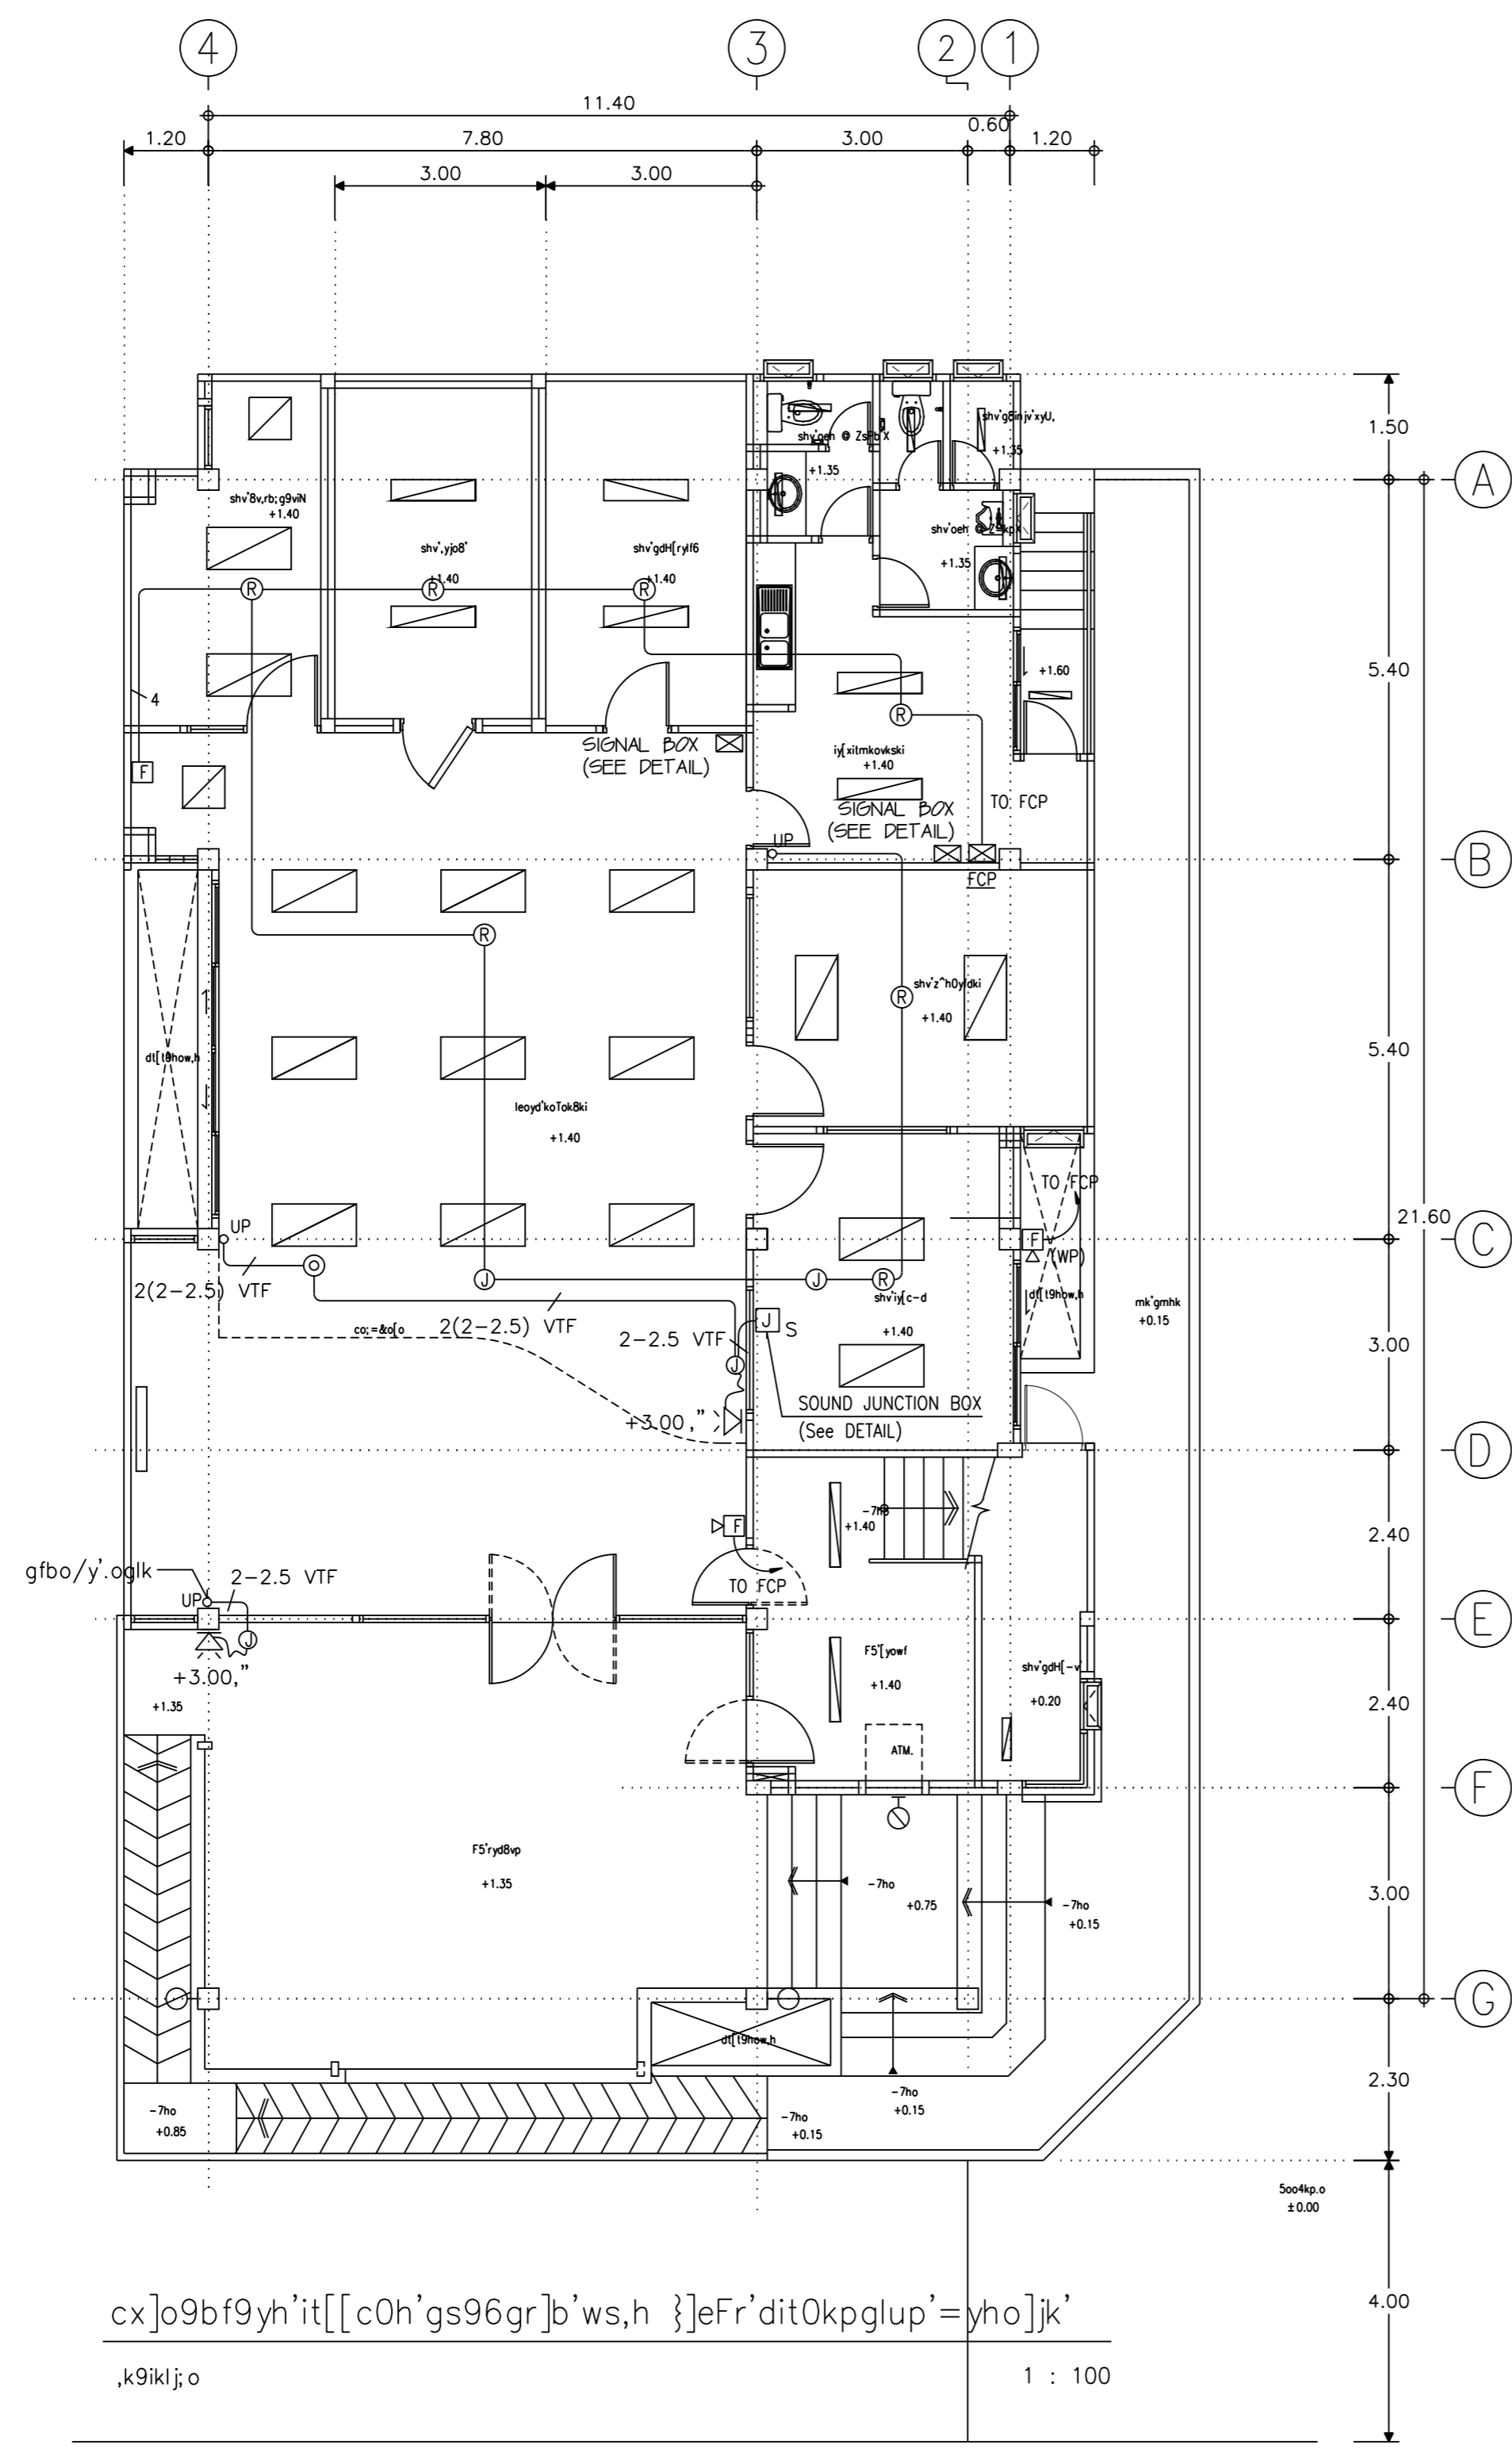 4
3
2
1
11.40
1.20
7.80
3.00
0.60
1.20
3.00
3.00
1.50
A
5.40
B
5.40
21.60
C
3.00
D
2.40
E
2.40
F
3.00
G
2.30
4.00
shv'8v,rb;g9viN
+1.40
shv',yjo8'
+1.40
shv'gdH[rylf6
+1.40
shv'oeh @ ZsPb'X
+1.35
shv'g8injv'xyU,
+1.35
+1.35
+1.60
4
F
R
R
R
R
SIGNAL BOX
(SEE DETAIL)
iy[xitmkovkski
+1.40
SIGNAL BOX
(SEE DETAIL)
TO FCP
UP
FCP
R
R
shv'z^h0yfdki
+1.40
dt[t9how,h
leoyd'koTok8ki
+1.40
TO FCP
F
(WP)
dt[t9how,h
mk'gmhk
+0.15
UP
2(2-2.5) VTF
J
J
R
shv'iy[c-d
+1.40
co;=&o[o
2(2-2.5) VTF
2-2.5 VTF
J
S
J
+3.00,"
SOUND JUNCTION BOX
(See DETAIL)
F
TO FCP
-7ho
+1.40
gfbo/y'.oglk
2-2.5 VTF
UP
J
+3.00,"
+1.35
F5'[yowf
+1.40
shv'gdH[-v'
+0.20
ATM.
F5'ryd8vp
+1.35
-7ho
+0.75
-7ho
+0.15
dt[t9how,h
-7ho
+0.15
-7ho
+0.85
-7ho
+0.15
5oo4kp.o
±0.00
cx]o9bf9yh'it[[c0h'gs96gr]b'ws,h }]eFr'dit0kpglup'=yho]jk'
,k9iklj;o
1 : 100